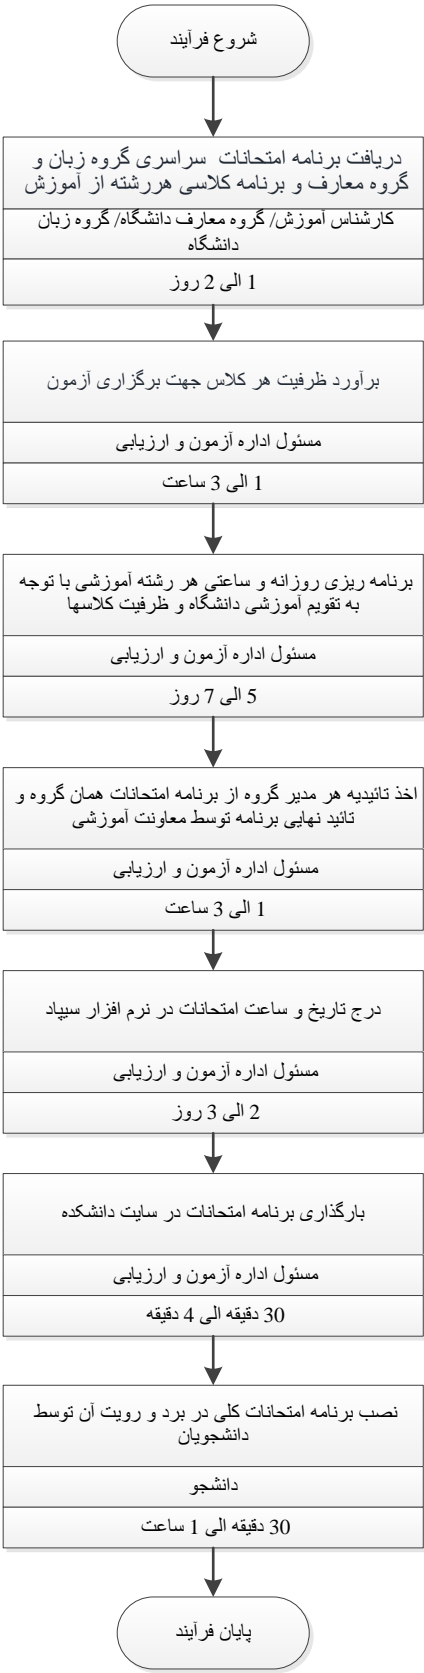 شروع فرآیند
دریافت برنامه امتحانات سراسری گروه زبان و
گروه معارف و برنامه کلاسی هررشته از آموزش
کارشناس آموزش/ گروه معارف دانشگاه/ گروه زبان
دانشگاه
1 الی 2 روز
برآورد ظرفیت هر کلاس جهت برگزاری آزمون
مسئول اداره آزمون و ارزیابی
1 الی 3 ساعت
برنامه ریزی روزانه و ساعتی هر رشته آموزشی با توجه
به تقویم آموزشی دانشگاه و ظرفیت کلاسها
مسئول اداره آزمون و ارزیابی
5 الی 7 روز
اخذ تائیدیه هر مدیر گروه از برنامه امتحانات همان گروه و
تائید نهایی برنامه توسط معاونت آموزشی
مسئول اداره آزمون و ارزیابی
1 الی 3 ساعت
درج تاریخ و ساعت امتحانات در نرم افزار سیپاد
مسئول اداره آزمون و ارزیابی
2 الی 3 روز
بارگذاری برنامه امتحانات در سایت دانشکده
مسئول اداره آزمون و ارزیابی
30 دقیقه الی 4 دقیقه
نصب برنامه امتحانات کلی در برد و رویت آن توسط
دانشجویان
دانشجو
30 دقیقه الی 1 ساعت
پایان فرآیند